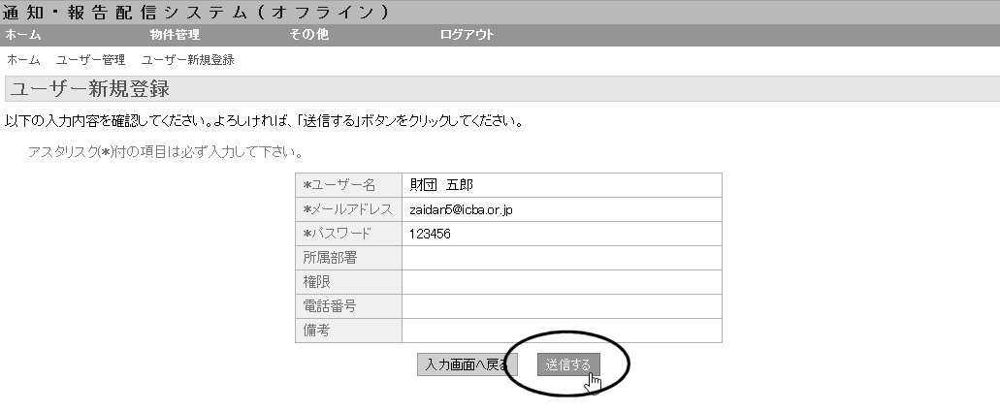 通知・報告配信システム(オフライン)
ホーム 物件管理 その他 ログアウト
ホーム ユーザー管理 ユーザー新規登録
ユーザー新規登録
以下の入力内容を確認してください。よろしければ、「送信する」ボタンをクリックしてください。
アスタリスク(*)付の項目は必ず入力して下さい。
*ユーザー名 財団 五郎
*メールアドレス zaidan5@icba.or.jp
*パスワード 123456
所属部署
権限
電話番号
備考
入力画面へ戻る 送信する